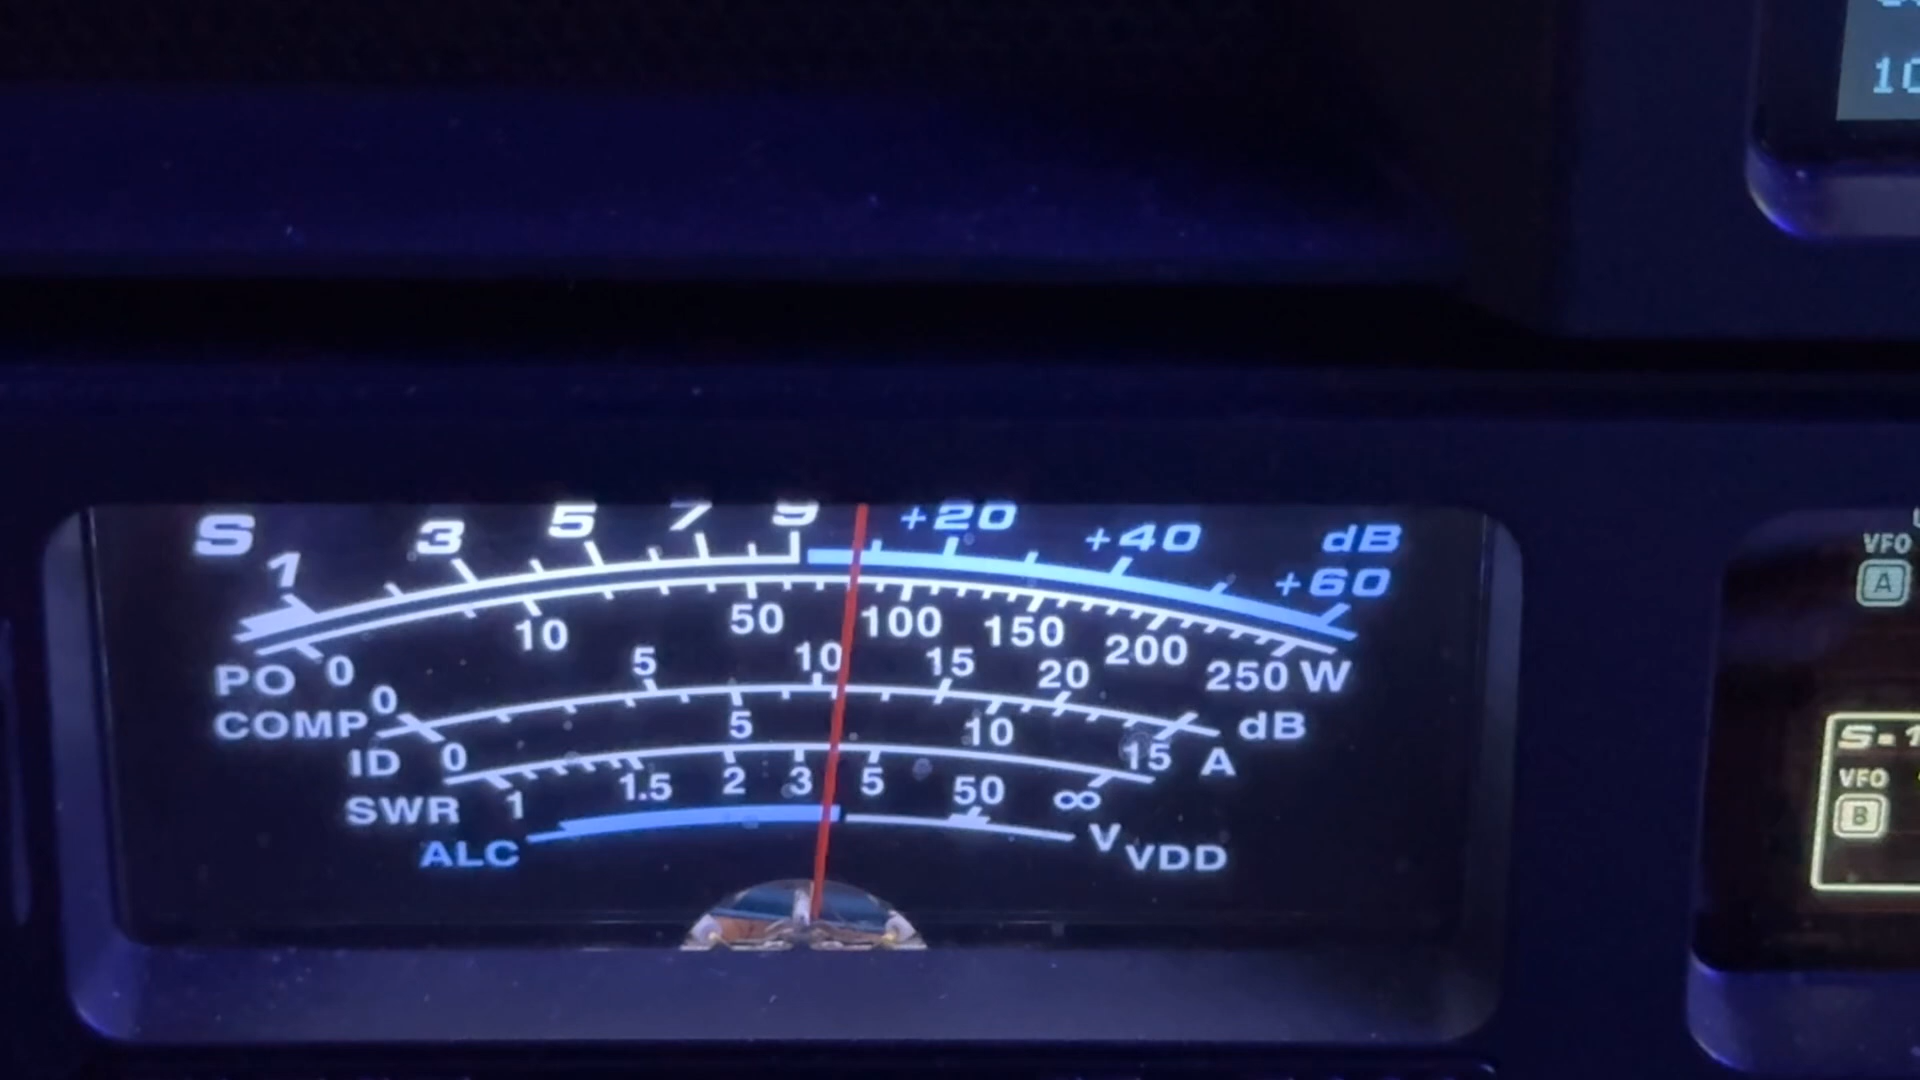 S 1 3 5 7 9 +20 +40 +60 dB
PO 0 10 50 100 150 200 250 W
COMP 0 5 10 15 20 dB
ID 0 5 10 15 A
SWR 1 1.5 2 3 5 50 ∞
ALC V VDD
VFO
A
VFO
B